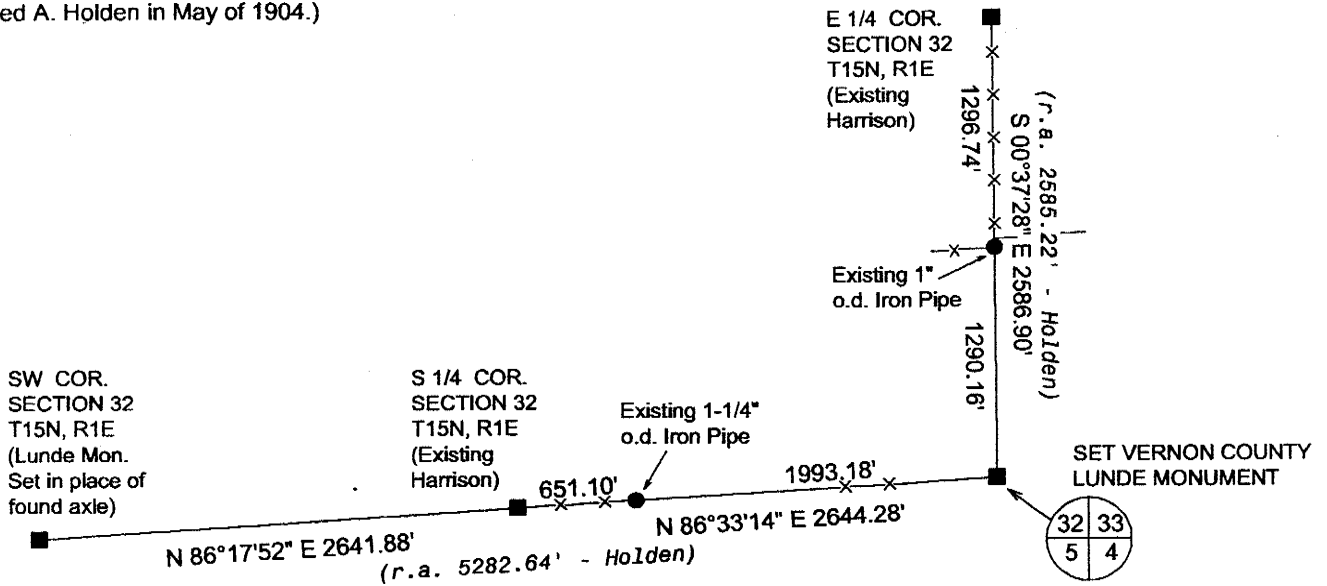 ed A. Holden in May of 1904.)
E 1/4 COR.
SECTION 32
T15N, R1E
(Existing
Harrison)
1296.74'
(r.a. 2585.22' - Holden)
S 00°37'28" E 2586.90'
Existing 1"
o.d. Iron Pipe
1290.16'
SW COR.
SECTION 32
T15N, R1E
(Lunde Mon.
Set in place of
found axle)
S 1/4 COR.
SECTION 32
T15N, R1E
(Existing
Harrison)
Existing 1-1/4"
o.d. Iron Pipe
651.10'
1993.18'
N 86°17'52" E 2641.88'
N 86°33'14" E 2644.28'
(r.a. 5282.64' - Holden)
SET VERNON COUNTY
LUNDE MONUMENT
32 33
5 4